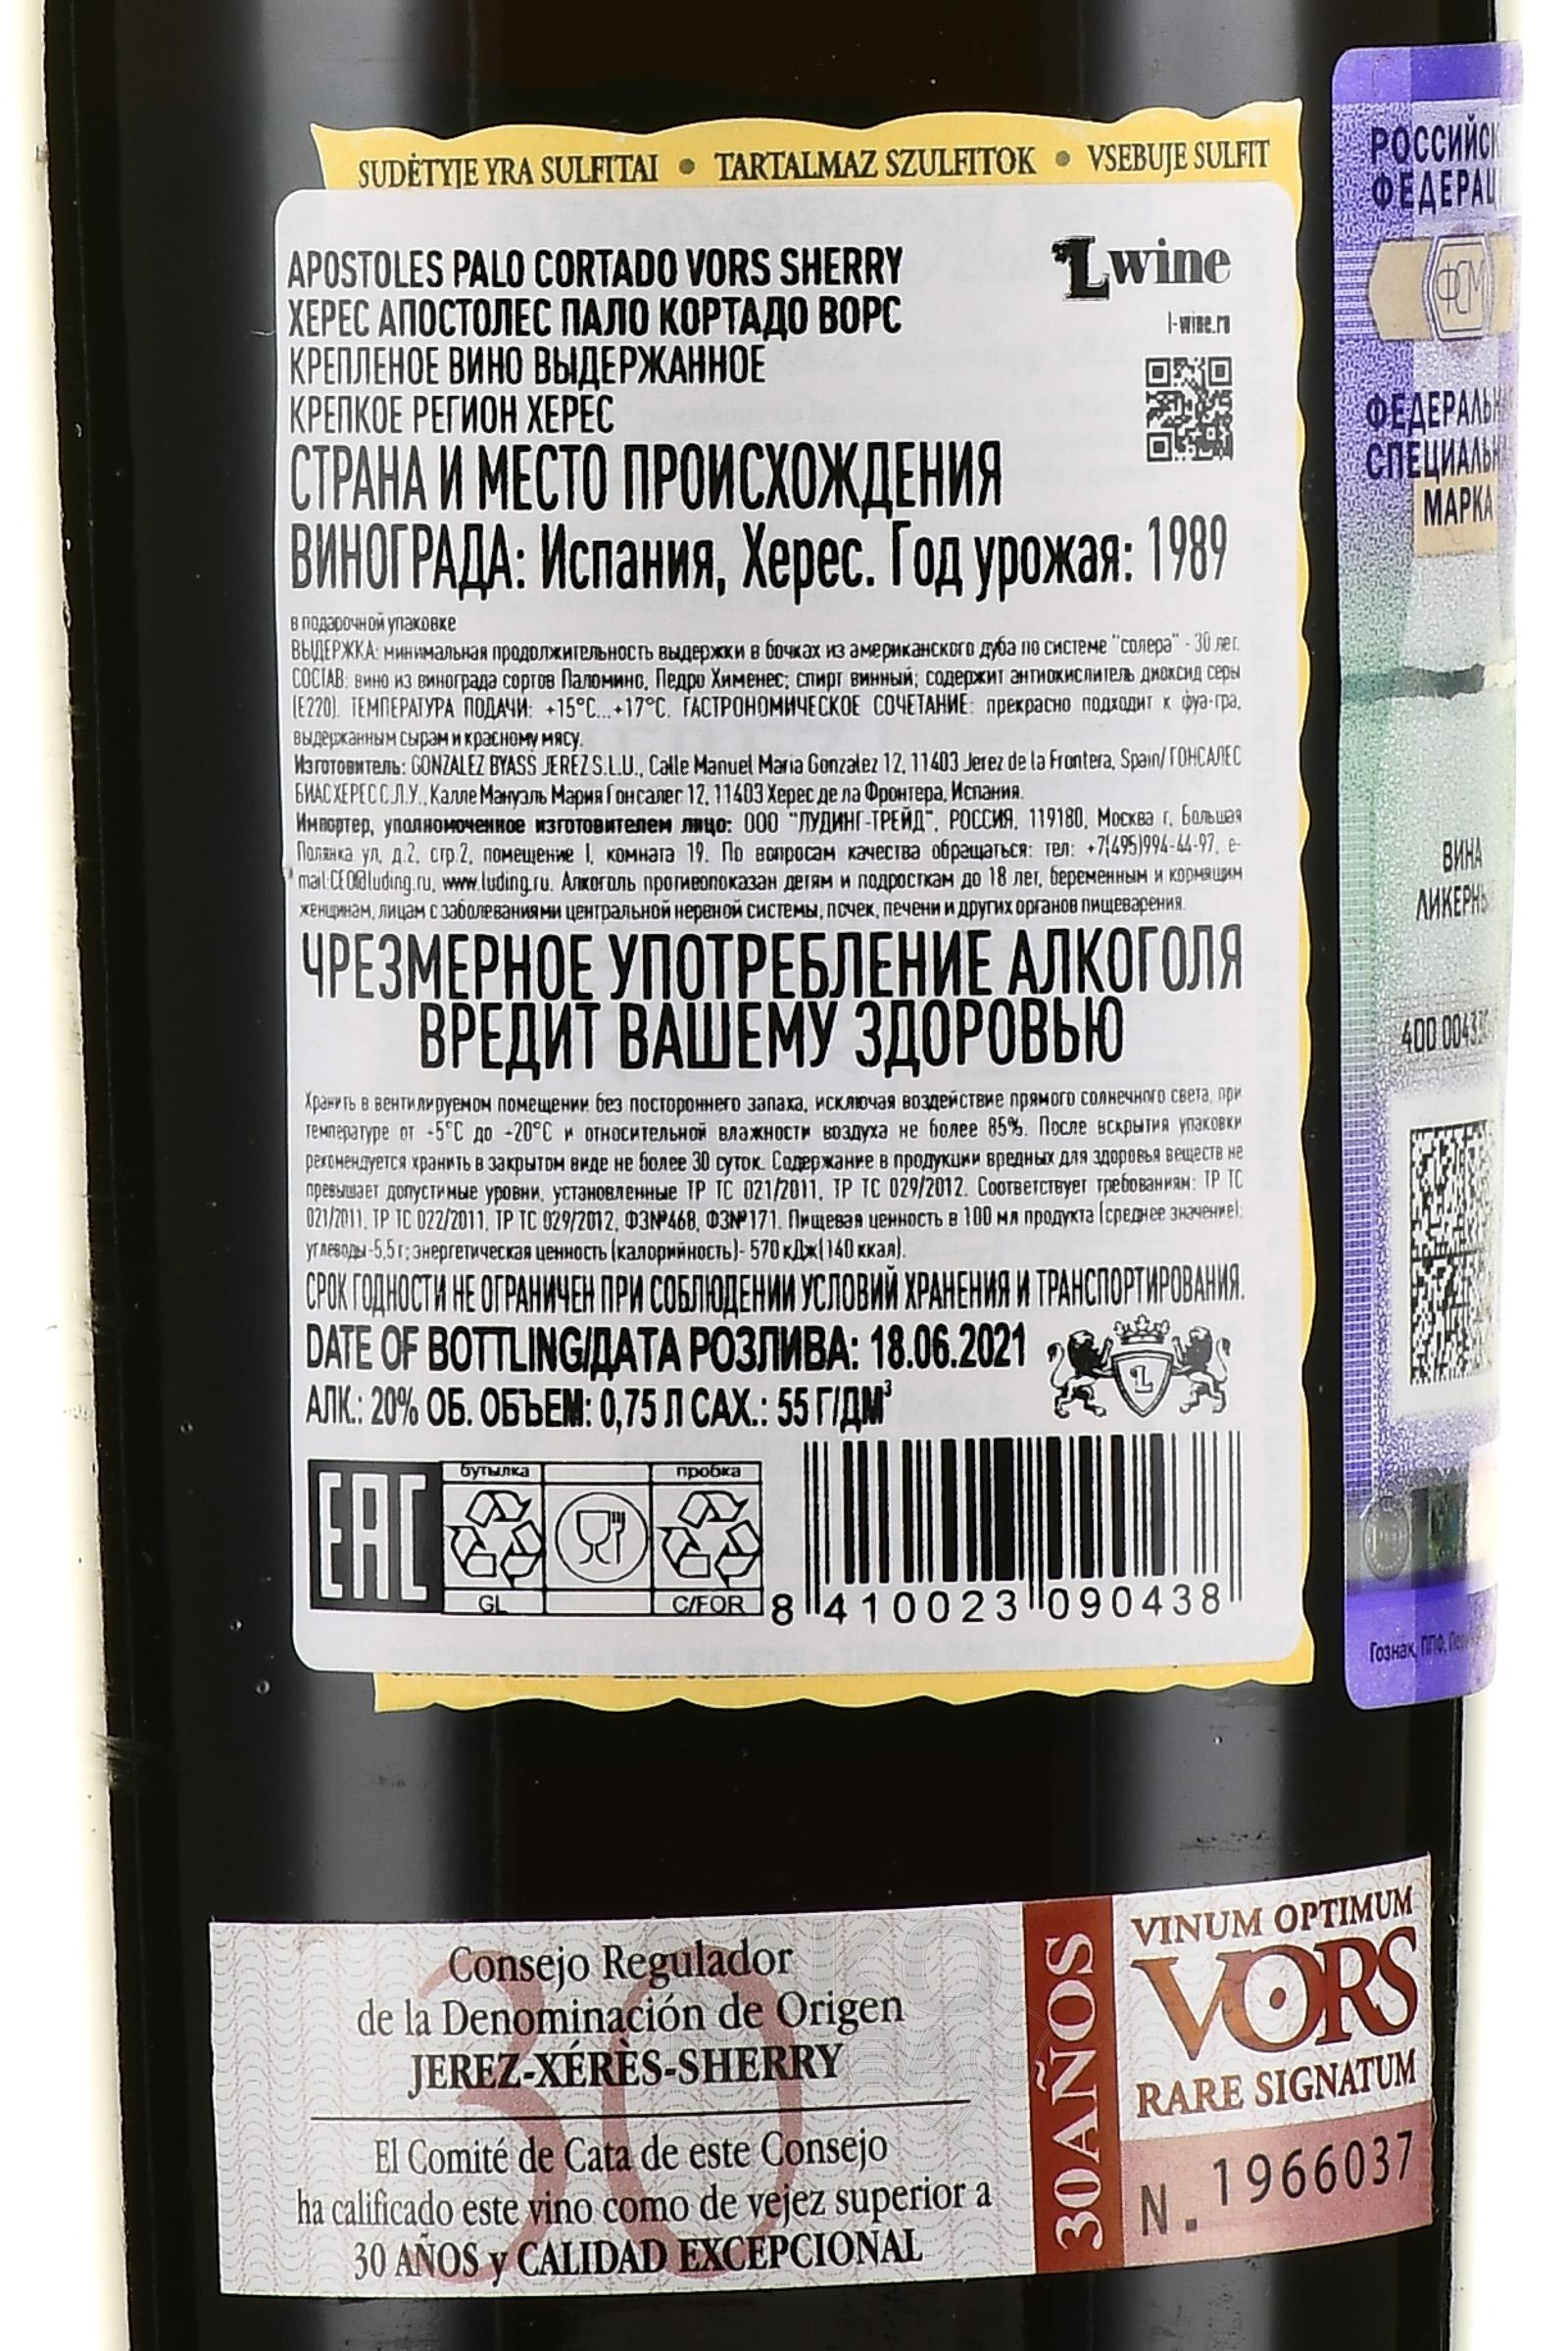 SUDĖTYJE YRA SULFITAI • TARTALMAZ SZULFITOK • VSEBUJE SULFIT
APOSTOLES PALO CORTADO VORS SHERRY
ХЕРЕС АПОСТОЛЕС ПАЛО КОРТАДО ВОРС
КРЕПЛЕНОЕ ВИНО ВЫДЕРЖАННОЕ
КРЕПКОЕ РЕГИОН ХЕРЕС
Lwine
l-wine.ru
СТРАНА И МЕСТО ПРОИСХОЖДЕНИЯ
ВИНОГРАДА: Испания, Херес. Год урожая: 1989
в подарочной упаковке
ВЫДЕРЖКА: минимальная продолжительность выдержки в бочках из американского дуба по системе "солера" - 30 лет.
СОСТАВ: вино из винограда сортов Паломино, Педро Хименес; спирт винный; содержит антиокислитель диоксид серы
(Е220). ТЕМПЕРАТУРА ПОДАЧИ: +15°С...+17°С. ГАСТРОНОМИЧЕСКОЕ СОЧЕТАНИЕ: прекрасно подходит к фуа-гра,
выдержанным сырам и красному мясу.
Изготовитель: GONZALEZ BYASS JEREZ S.L.U., Calle Manuel Maria Gonzalez 12, 11403 Jerez de la Frontera, Spain/ ГОНСАЛЕС
БИАС ХЕРЕС С.Л.У., Калле Мануэль Мария Гонсалег 12, 11403 Херес де ла Фронтера, Испания.
Импортер, уполномоченное изготовителем лицо: ООО "ЛУДИНГ-ТРЕЙД", РОССИЯ, 119180, Москва г, Большая
Полянка ул, д.2, стр.2, помещение I, комната 19. По вопросам качества обращаться: тел: +7(495)994-44-97, e-
mail:CEO@luding.ru, www.luding.ru. Алкоголь противопоказан детям и подросткам до 18 лет, беременным и кормящим
женщинам, лицам с заболеваниями центральной нервной системы, почек, печени и других органов пищеварения.
ЧРЕЗМЕРНОЕ УПОТРЕБЛЕНИЕ АЛКОГОЛЯ
ВРЕДИТ ВАШЕМУ ЗДОРОВЬЮ
Хранить в вентилируемом помещении без постороннего запаха, исключая воздействие прямого солнечного света, при
температуре от +5°С до +20°С и относительной влажности воздуха не более 85%. После вскрытия упаковки
рекомендуется хранить в закрытом виде не более 30 суток. Содержание в продукции вредных для здоровья веществ не
превышает допустимые уровни, установленные ТР ТС 021/2011, ТР ТС 029/2012. Соответствует требованиям: ТР ТС
021/2011, ТР ТС 022/2011, ТР ТС 029/2012, ФЗ№468, ФЗ№171. Пищевая ценность в 100 мл продукта (среднее значение):
углеводы -5,5 г; энергетическая ценность (калорийность)- 570 кДж(140 ккал).
СРОК ГОДНОСТИ НЕ ОГРАНИЧЕН ПРИ СОБЛЮДЕНИИ УСЛОВИЙ ХРАНЕНИЯ И ТРАНСПОРТИРОВАНИЯ.
DATE OF BOTTLING/ДАТА РОЗЛИВА: 18.06.2021
АЛК.: 20% ОБ. ОБЪЕМ: 0,75 Л САХ.: 55 Г/ДМ³
EAC
бутылка
пробка
GL
C/FOR
8 410023 090438
РОССИЙСК
ФЕДЕРАЦ
ФСМ
ФЕДЕРАЛЬН
СПЕЦИАЛЬН
МАРКА
ВИНА
ЛИКЕРН
400 0043
Гознак, ППФ,
Consejo Regulador
de la Denominación de Origen
JEREZ-XÉRÈS-SHERRY
El Comité de Cata de este Consejo
ha calificado este vino como de vejez superior a
30 AÑOS y CALIDAD EXCEPCIONAL
30
30 AÑOS
VINUM OPTIMUM
VORS
RARE SIGNATUM
N. 1966037